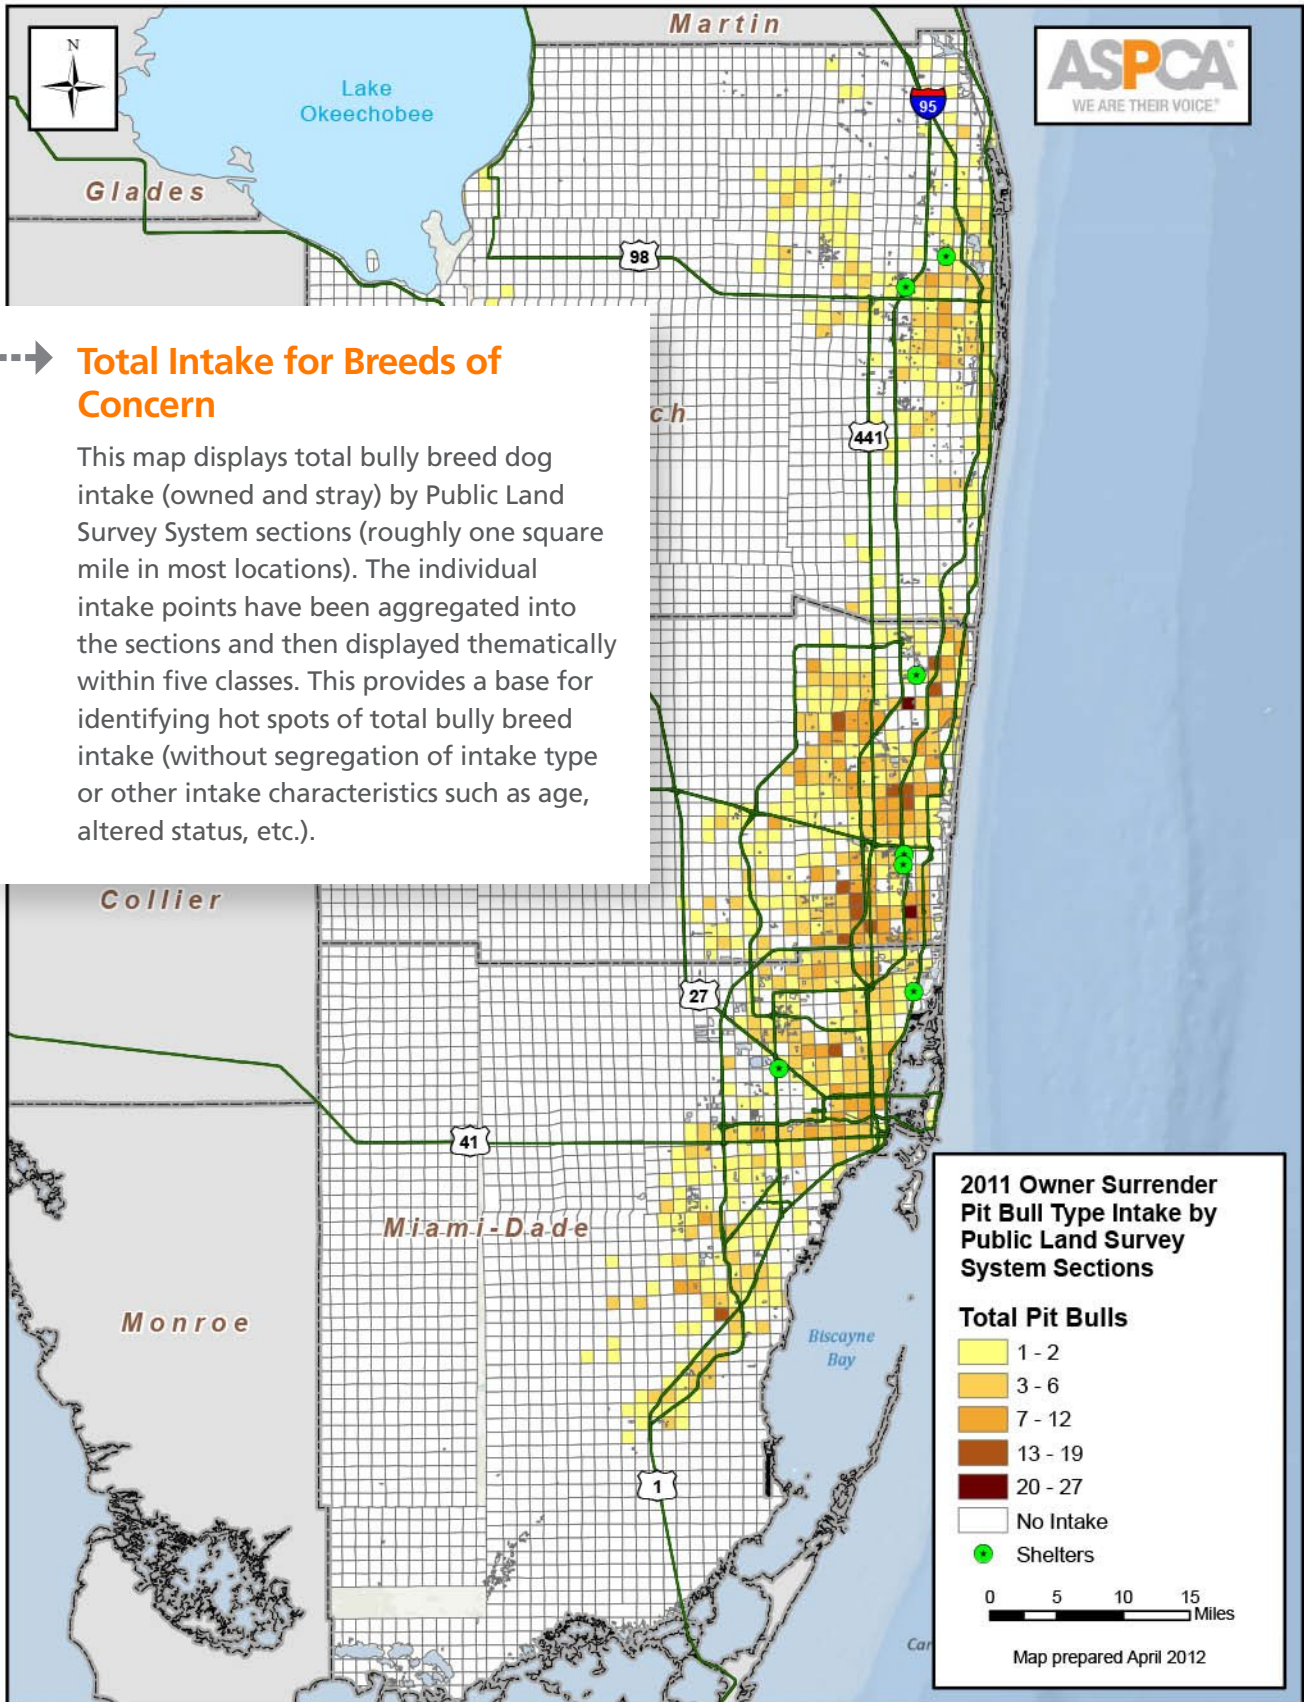 Martin
N
ASPCA®
WE ARE THEIR VOICE®
Lake
Okeechobee
95
Glades
98
Total Intake for Breeds of
Concern
This map displays total bully breed dog
intake (owned and stray) by Public Land
Survey System sections (roughly one square
mile in most locations). The individual
intake points have been aggregated into
the sections and then displayed thematically
within five classes. This provides a base for
identifying hot spots of total bully breed
intake (without segregation of intake type
or other intake characteristics such as age,
altered status, etc.).
ch
441
Collier
27
41
Miami-Dade
Monroe
Biscayne
Bay
1
Car
2011 Owner Surrender
Pit Bull Type Intake by
Public Land Survey
System Sections
Total Pit Bulls
1 - 2
3 - 6
7 - 12
13 - 19
20 - 27
No Intake
Shelters
0 5 10 15
Miles
Map prepared April 2012